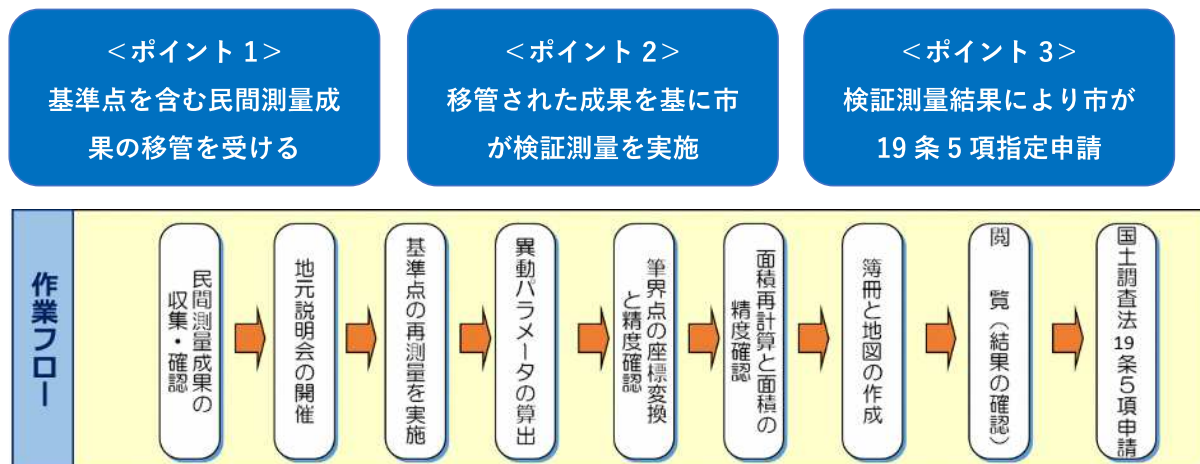 ＜ポイント 1＞
基準点を含む民間測量成
果の移管を受ける
＜ポイント 2＞
移管された成果を基に市
が検証測量を実施
＜ポイント 3＞
検証測量結果により市が
19 条 5 項指定申請
作業フロー
民間測量成果の
収集・確認
地元説明会の開催
基準点の再測量を実施
異動パラメータの算出
筆界点の座標変換
と精度確認
面積再計算と面積の
精度確認
簿冊と地図の作成
閲　覧（結果の確認）
国土調査法19条5項申請